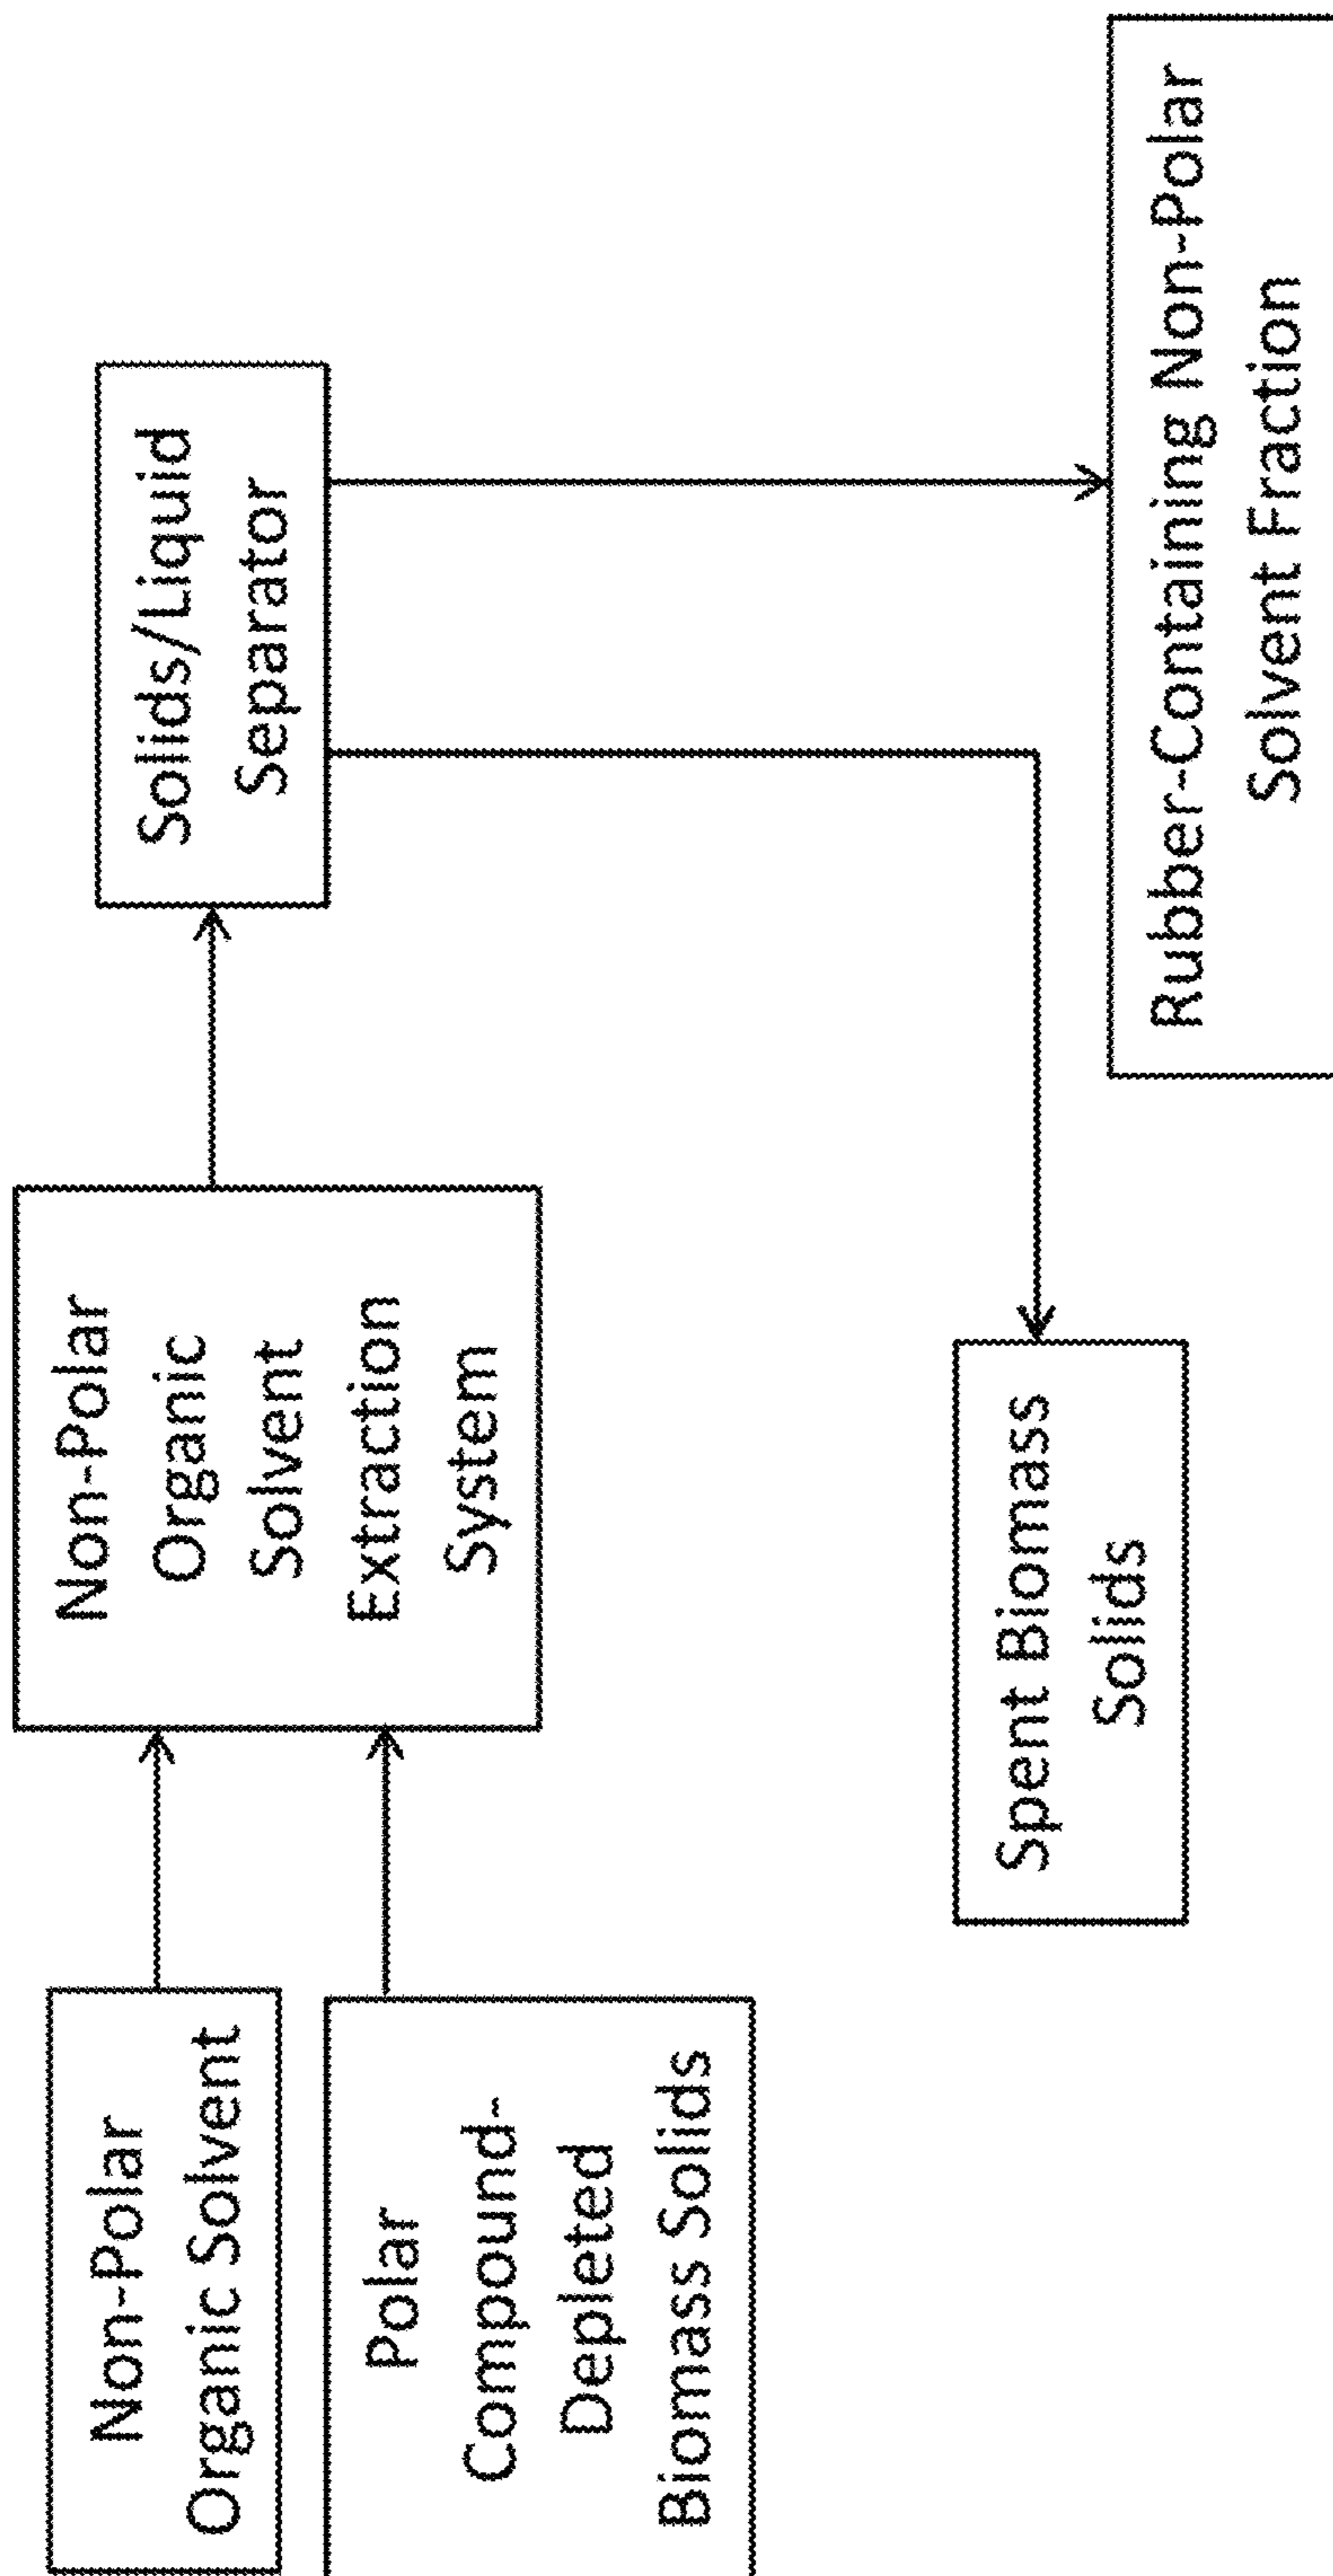 Non-Polar
Organic Solvent
Polar
Compound-
Depleted
Biomass Solids
Non-Polar
Organic
Solvent
Extraction
System
Solids/Liquid
Separator
Spent Biomass
Solids
Rubber-Containing Non-Polar
Solvent Fraction